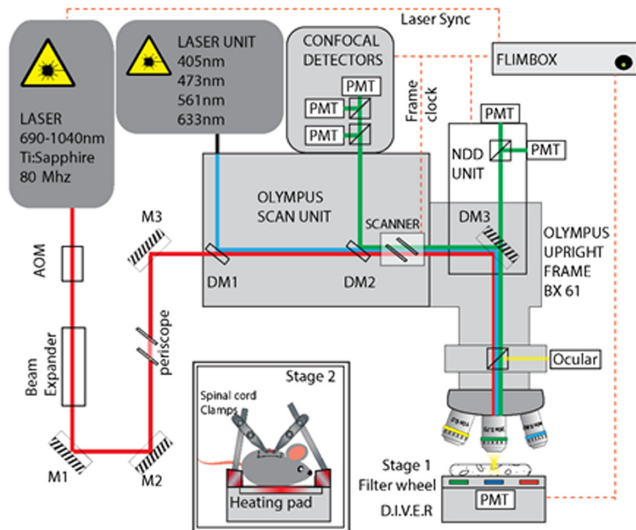 Laser Sync
LASER UNIT
405nm
473nm
561nm
633nm
CONFOCAL
DETECTORS
PMT
PMT
PMT
FLIMBOX
Frame
clock
LASER
690-1040nm
Ti:Sapphire
80 Mhz
PMT
PMT
NDD
UNIT
OLYMPUS
SCAN UNIT
SCANNER
M3
DM3
OLYMPUS
UPRIGHT
FRAME
BX 61
AOM
DM1
DM2
periscope
Beam
Expander
Ocular
Stage 2
Spinal cord
Clamps
Heating pad
M1
M2
Stage 1
Filter wheel
PMT
D.I.V.E.R